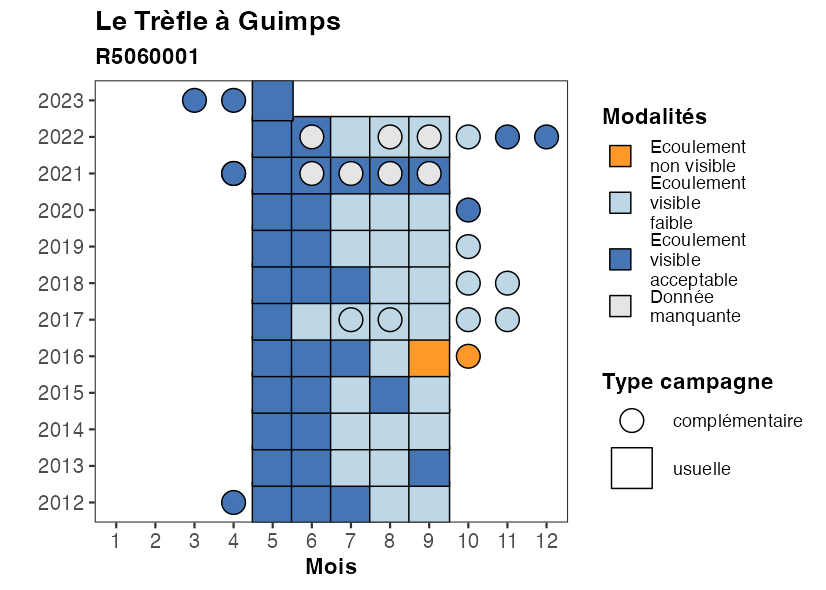 Le Trèfle à Guimps
R5060001
2023
2022
2021
2020
2019
2018
2017
2016
2015
2014
2013
2012
1 2 3 4 5 6 7 8 9 10 11 12
Mois
Modalités
Ecoulement
non visible
Ecoulement
visible
faible
Ecoulement
visible
acceptable
Donnée
manquante
Type campagne
complémentaire
usuelle